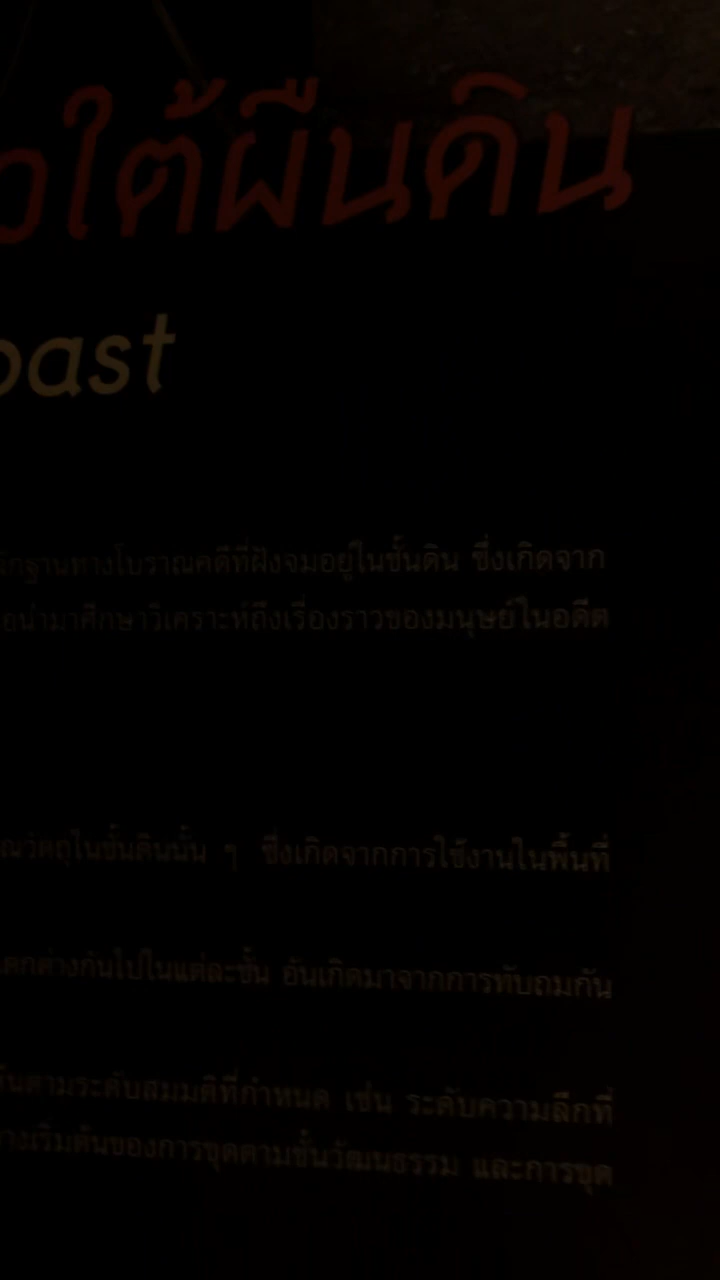 วใต้ผืนดิน
past
ักฐานทางโบราณคดีที่ฝังจมอยู่ในชั้นดิน ซึ่งเกิดจาก
อนำมาศึกษาวิเคราะห์ถึงเรื่องราวของมนุษย์ในอดีต
ณวัตถุในชั้นดินนั้น ๆ ซึ่งเกิดจากการใช้งานในพื้นที่
แตกต่างกันไปในแต่ละชั้น อันเกิดมาจากการทับถมกัน
ตามระดับสมมติที่กำหนด เช่น ระดับความลึกที่
างเริ่มต้นของการขุดตามชั้นวัฒนธรรม และการขุด